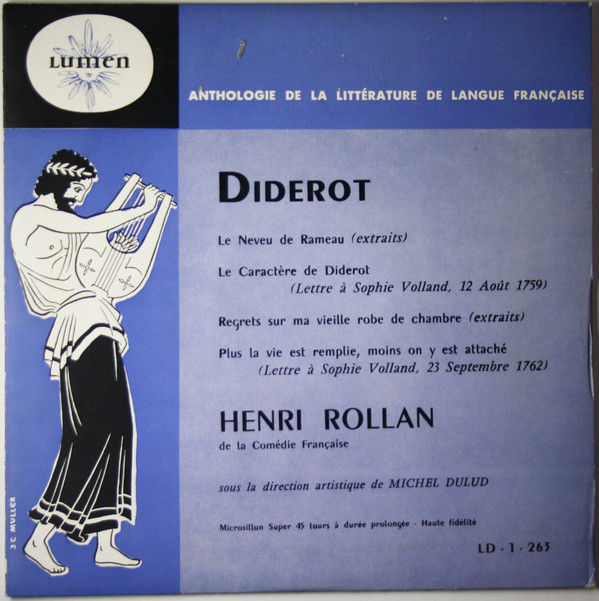 Lumen
ANTHOLOGIE DE LA LITTÉRATURE DE LANGUE FRANÇAISE
DIDEROT
Le Neveu de Rameau (extraits)
Le Caractère de Diderot
(Lettre à Sophie Volland, 12 Août 1759)
Regrets sur ma vieille robe de chambre (extraits)
Plus la vie est remplie, moins on y est attaché
(Lettre à Sophie Volland, 23 Septembre 1762)
HENRI ROLLAN
de la Comédie Française
sous la direction artistique de MICHEL DULUD
Microsillon Super 45 tours à durée prolongée - Haute fidélité
LD - 1 - 263
J C MULLER